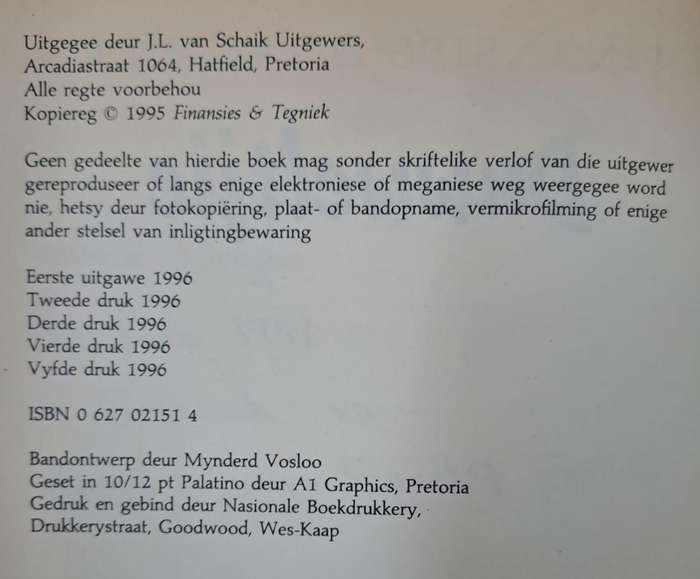 Uitgegee deur J.L. van Schaik Uitgewers,
Arcadiastraat 1064, Hatfield, Pretoria
Alle regte voorbehou
Kopiereg © 1995 Finansies & Tegniek
Geen gedeelte van hierdie boek mag sonder skriftelike verlof van die uitgewer
gereproduseer of langs enige elektroniese of meganiese weg weergegee word
nie, hetsy deur fotokopiëring, plaat- of bandopname, vermikrofilming of enige
ander stelsel van inligtingbewaring
Eerste uitgawe 1996
Tweede druk 1996
Derde druk 1996
Vierde druk 1996
Vyfde druk 1996
ISBN 0 627 02151 4
Bandontwerp deur Mynderd Vosloo
Geset in 10/12 pt Palatino deur A1 Graphics, Pretoria
Gedruk en gebind deur Nasionale Boekdrukkery,
Drukkerystraat, Goodwood, Wes-Kaap